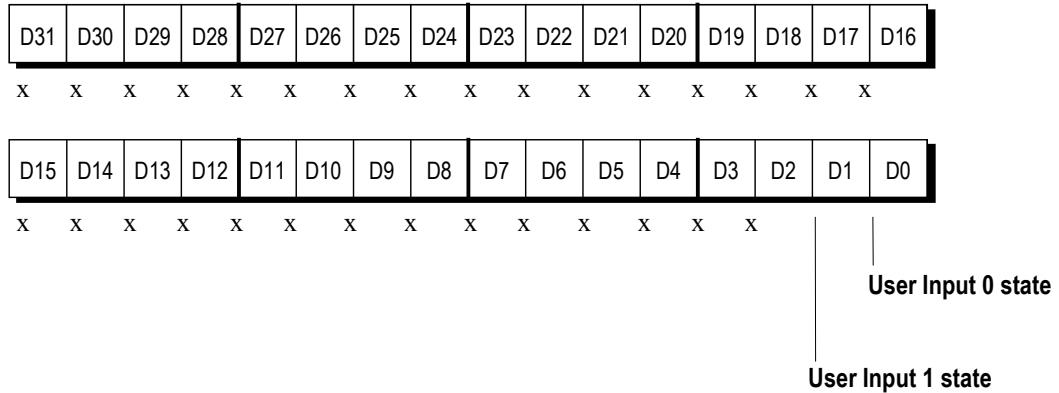 D31 D30 D29 D28 D27 D26 D25 D24 D23 D22 D21 D20 D19 D18 D17 D16
x x x x x x x x x x x x x x x x
D15 D14 D13 D12 D11 D10 D9 D8 D7 D6 D5 D4 D3 D2 D1 D0
x x x x x x x x x x x x x x
User Input 0 state
User Input 1 state